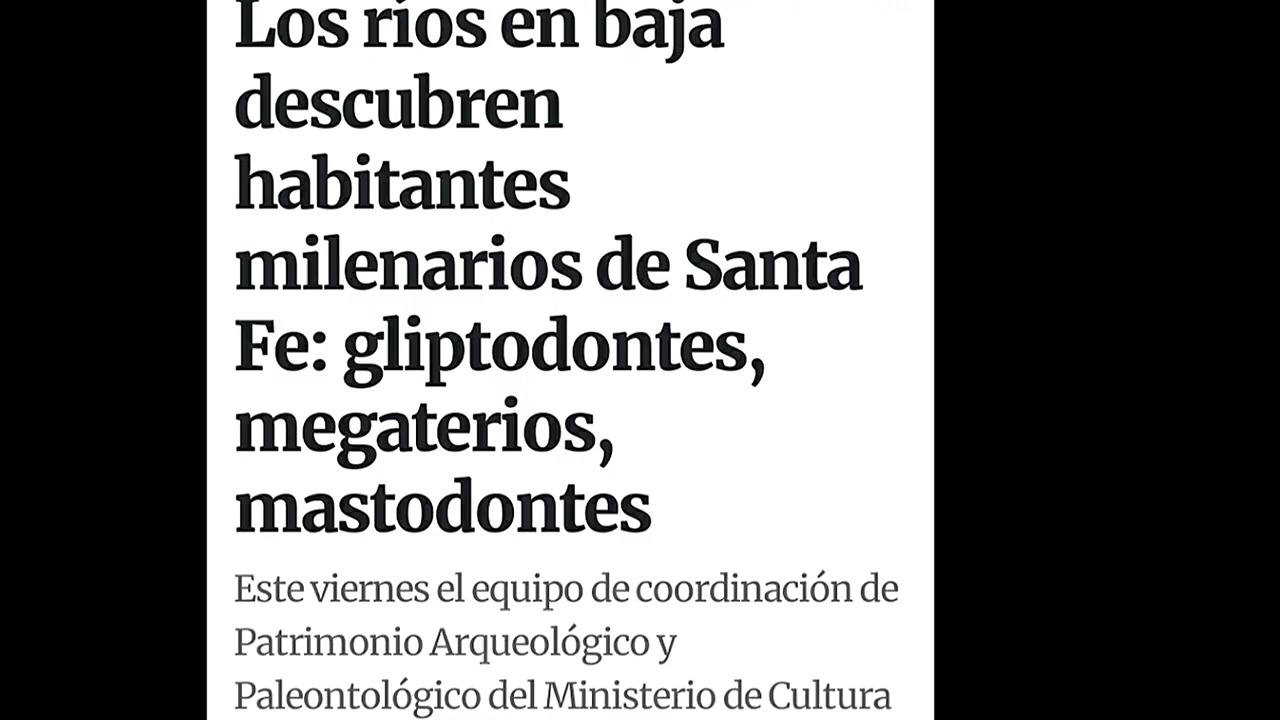 Los ríos en baja
descubren
habitantes
milenarios de Santa
Fe: gliptodontes,
megaterios,
mastodontes
Este viernes el equipo de coordinación de
Patrimonio Arqueológico y
Paleontológico del Ministerio de Cultura